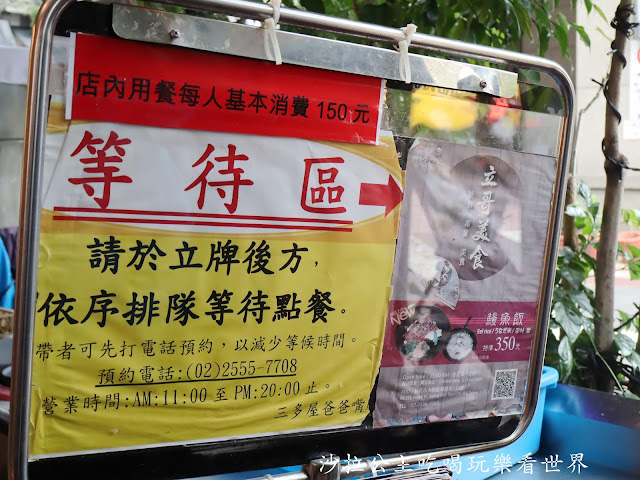 店內用餐每人基本消費 150 元
等待區
請於立牌後方,
依序排隊等待點餐。
帶者可先打電話預約,以減少等候時間。
預約電話:(02)2555-7708
營業時間:AM:11:00 至 PM:20:00 止。
三多屋爸爸嘴
立哥美食
鰻魚飯
特價350元
沙拉公主吃喝玩樂看世界